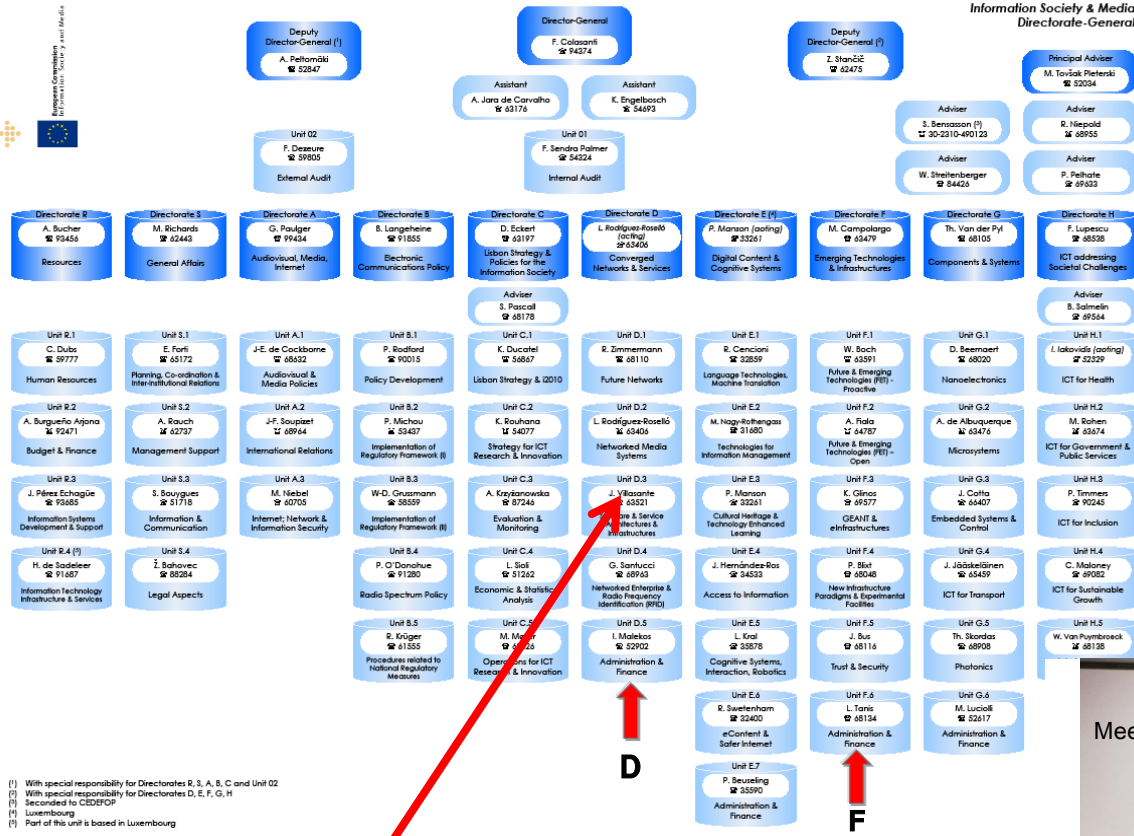 Information Society & Media
Directorate-General
European Commission
Information Society and Media
Deputy
Director-General (¹)
A. Peltomäki
☎ 52847
Director-General
F. Colasanti
☎ 94374
Deputy
Director-General (²)
Z. Stančič
☎ 62475
Principal Adviser
M. Tovšak Pleterski
☎ 52034
Assistant
A. Jara de Carvalho
☎ 63176
Assistant
K. Engelbosch
☎ 54693
Adviser
S. Bensasson (³)
☎ 30-2310-490123
Adviser
R. Niepold
☎ 68955
Unit 02
F. Dezeure
☎ 59805
External Audit
Unit 01
F. Sendra Palmer
☎ 54324
Internal Audit
Adviser
W. Streitenberger
☎ 84426
Adviser
P. Pelhate
☎ 69633
Directorate R
A. Bucher
☎ 93456
Resources
Directorate S
M. Richards
☎ 62443
General Affairs
Directorate A
G. Paulger
☎ 99434
Audiovisual, Media,
Internet
Directorate B
B. Langeheine
☎ 91855
Electronic
Communications Policy
Directorate C
D. Eckert
☎ 63197
Lisbon Strategy &
Policies for the
Information Society
Directorate D
L Rodríguez-Roselló
(acting)
☎ 63406
Converged
Networks & Services
Directorate E (⁴)
P. Manson (acting)
☎ 33261
Digital Content &
Cognitive Systems
Directorate F
M. Campolargo
☎ 63479
Emerging Technologies
& Infrastructures
Directorate G
Th. Van der Pyl
☎ 68105
Components & Systems
Directorate H
F. Lupescu
☎ 68538
ICT addressing
Societal Challenges
Adviser
S. Pascall
☎ 68178
Adviser
B. Salmelin
☎ 69564
Unit R.1
C. Dubs
☎ 59777
Human Resources
Unit S.1
E. Forti
☎ 65172
Planning, Co-ordination &
Inter-Institutional Relations
Unit A.1
J-E. de Cockborne
☎ 68632
Audiovisual &
Media Policies
Unit B.1
P. Rodford
☎ 90015
Policy Development
Unit C.1
K. Ducatel
☎ 56867
Lisbon Strategy & i2010
Unit D.1
R. Zimmermann
☎ 68110
Future Networks
Unit E.1
R. Cencioni
☎ 32859
Language Technologies,
Machine Translation
Unit F.1
W. Boch
☎ 63591
Future & Emerging
Technologies (FET) -
Proactive
Unit G.1
D. Beernaert
☎ 68020
Nanoelectronics
Unit H.1
I. Iakovidis (acting)
☎ 52329
ICT for Health
Unit R.2
A. Burgueño Arjona
☎ 92471
Budget & Finance
Unit S.2
A. Rauch
☎ 62737
Management Support
Unit A.2
J-F. Soupizet
☎ 68964
International Relations
Unit B.2
P. Michou
☎ 53437
Implementation of
Regulatory Framework (I)
Unit C.2
K. Rouhana
☎ 54077
Strategy for ICT
Research & Innovation
Unit D.2
L. Rodríguez-Roselló
☎ 63406
Networked Media
Systems
Unit E.2
M. Nagy-Rothengass
☎ 31680
Technologies for
Information Management
Unit F.2
A. Fiala
☎ 64787
Future & Emerging
Technologies (FET) -
Open
Unit G.2
A. de Albuquerque
☎ 63476
Microsystems
Unit H.2
M. Rohen
☎ 63674
ICT for Government &
Public Services
Unit R.3
J. Pérez Echagüe
☎ 93685
Information Systems
Development & Support
Unit S.3
S. Bouygues
☎ 51718
Information &
Communication
Unit A.3
M. Niebel
☎ 60705
Internet; Network &
Information Security
Unit B.3
W-D. Grussmann
☎ 58559
Implementation of
Regulatory Framework (II)
Unit C.3
A. Krzyżanowska
☎ 87246
Evaluation &
Monitoring
Unit D.3
J. Villasante
☎ 63521
& Service
Architectures &
Infrastructures
Unit E.3
P. Manson
☎ 33261
Cultural Heritage &
Technology Enhanced
Learning
Unit F.3
K. Glinos
☎ 69577
GEANT &
eInfrastructures
Unit G.3
J. Cotta
☎ 66407
Embedded Systems &
Control
Unit H.3
P. Timmers
☎ 90245
ICT for Inclusion
Unit R.4 (⁵)
H. de Sadeleer
☎ 91687
Information Technology
Infrastructure & Services
Unit S.4
Ž. Bahovec
☎ 88284
Legal Aspects
Unit B.4
P. O'Donohue
☎ 91280
Radio Spectrum Policy
Unit C.4
L. Sioli
☎ 51262
Economic & Statistical
Analysis
Unit D.4
G. Santucci
☎ 68963
Networked Enterprise &
Radio Frequency
Identification (RFID)
Unit E.4
J. Hernández-Ros
☎ 34533
Access to Information
Unit F.4
P. Blixt
☎ 68048
New Infrastructure
Paradigms & Experimental
Facilities
Unit G.4
J. Jääskeläinen
☎ 65459
ICT for Transport
Unit H.4
C. Maloney
☎ 69082
ICT for Sustainable
Growth
Unit B.5
R. Krüger
☎ 61555
Procedures related to
National Regulatory
Measures
Unit C.5
M.
Operations for ICT
Research & Innovation
Unit D.5
I. Malekos
☎ 52902
Administration &
Finance
Unit E.5
L. Kral
☎ 35878
Cognitive Systems,
Interaction, Robotics
Unit F.5
J. Bus
☎ 68116
Trust & Security
Unit G.5
Th. Skordas
☎ 68908
Photonics
Unit H.5
W. Van Puymbroeck
☎ 68138
Unit E.6
R. Swetenham
☎ 32400
eContent &
Safer Internet
Unit F.6
L. Tanis
☎ 68134
Administration &
Finance
Unit G.6
M. Luciolli
☎ 52617
Administration &
Finance
Unit E.7
P. Beuseling
☎ 35590
Administration &
Finance
D
F
Mee
(¹) With special responsibility for Directorates R, S, A, B, C and Unit 02
(²) With special responsibility for Directorates D, E, F, G, H
(³) Seconded to CEDEFOP
(⁴) Luxembourg
(⁵) Part of this unit is based in Luxembourg